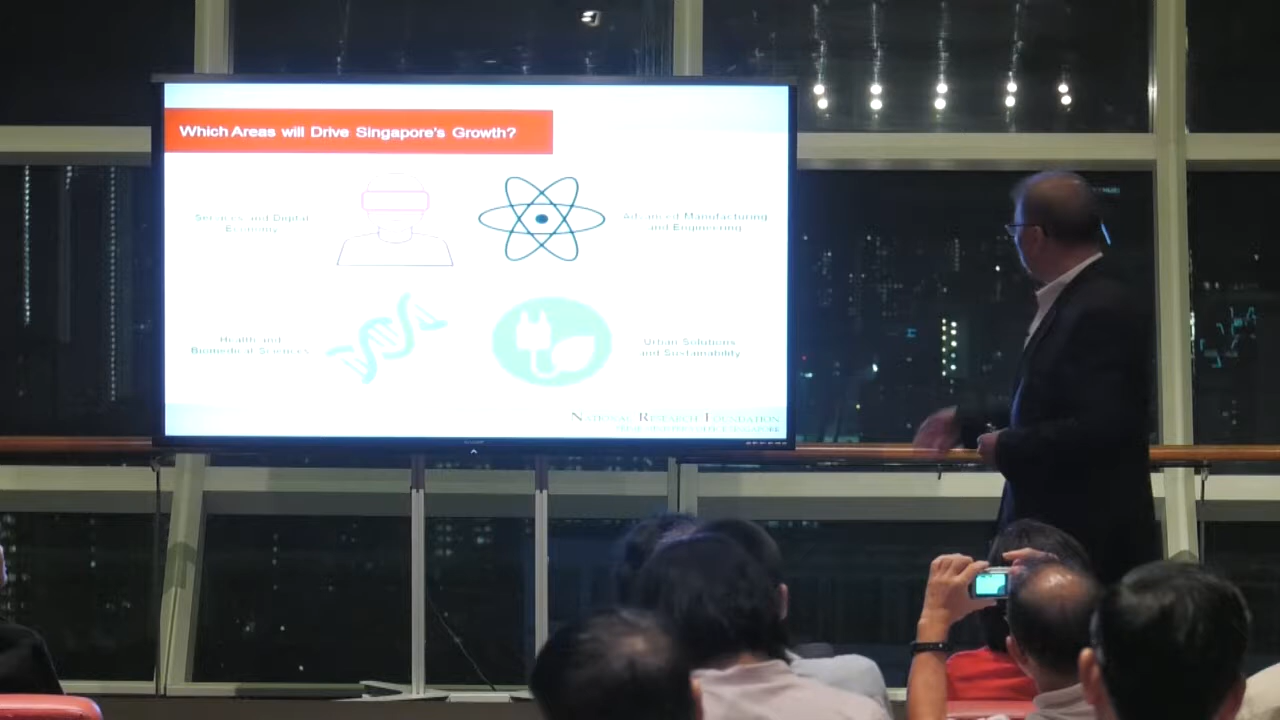 Which Areas will Drive Singapore's Growth?
Services and Digital
Economy
Advanced Manufacturing
and Engineering
Health and
Biomedical Sciences
Urban Solutions
and Sustainability
NATIONAL RESEARCH FOUNDATION